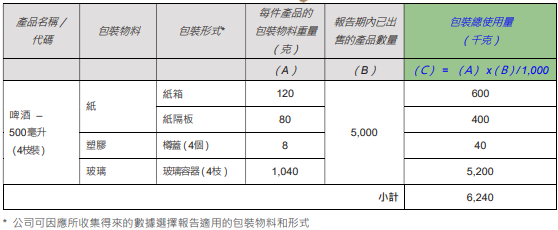 產品名稱 / 代碼 包裝物料 包裝形式* 每件產品的包裝物料重量 (克) 報告期內已出售的產品數量 包裝總使用量 (千克)
(A) (B) (C) = (A) x (B) / 1,000
啤酒 – 500毫升 (4枝裝) 紙 紙箱 120 5,000 600
紙隔板 80 400
塑膠 樽蓋 (4個) 8 40
玻璃 玻璃容器 (4枝) 1,040 5,200
小計 6,240
* 公司可因應所收集得來的數據選擇報告適用的包裝物料和形式